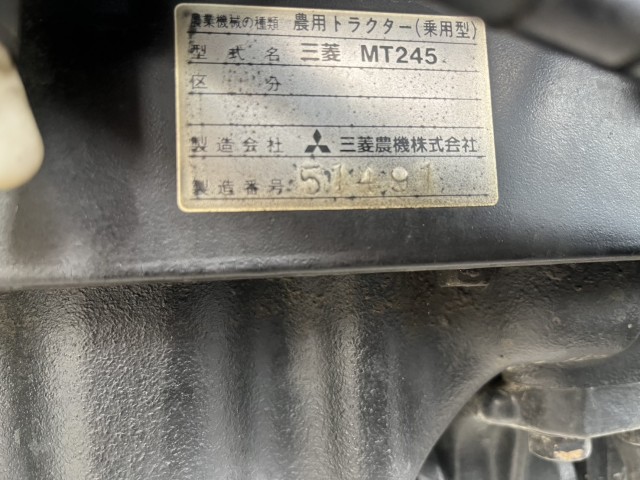 農業機械の種類 農用トラクター(乗用型)
型式名 三菱 MT245
区分
製造会社 三菱農機株式会社
製造番号 51491